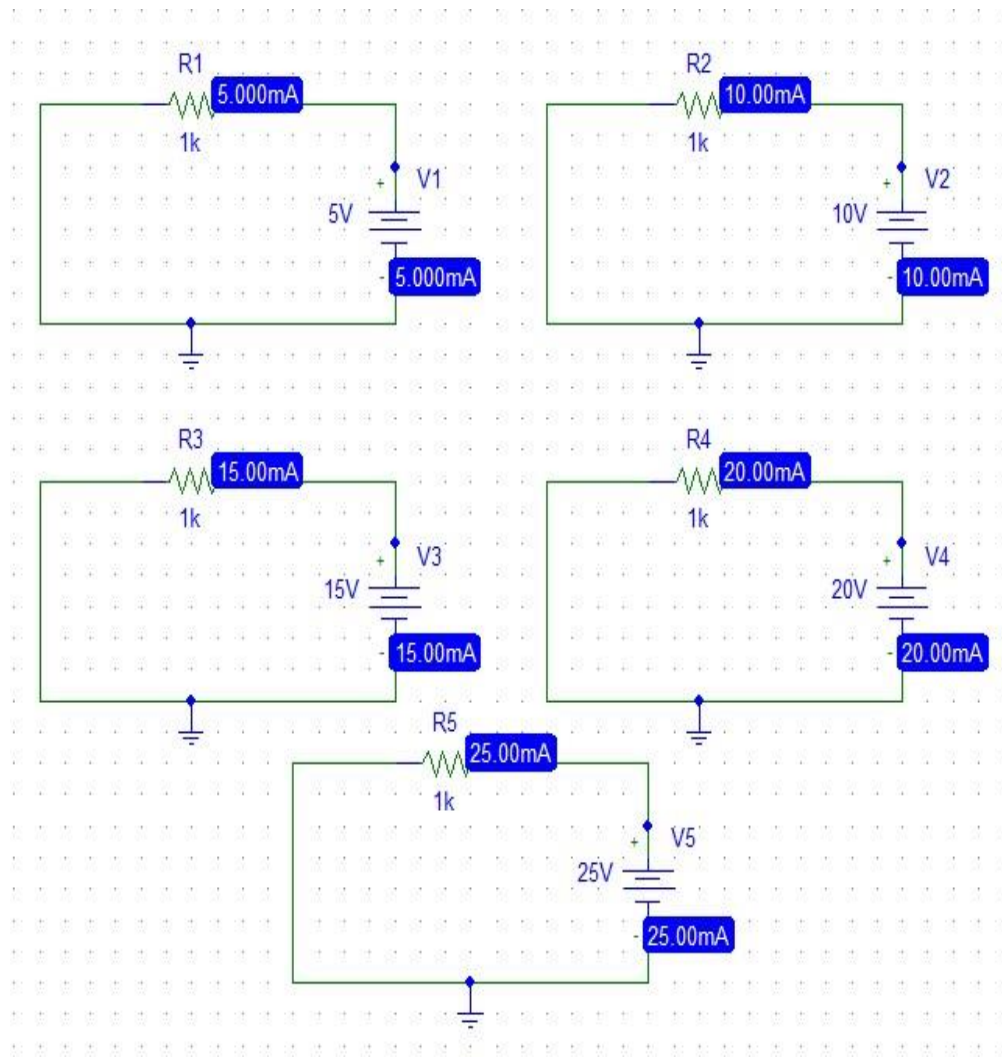 R1
5.000mA
1k
+
V1
5V
-
5.000mA
R2
10.00mA
1k
+
V2
10V
-
10.00mA
R3
15.00mA
1k
+
V3
15V
-
15.00mA
R4
20.00mA
1k
+
V4
20V
-
20.00mA
R5
25.00mA
1k
+
V5
25V
-
25.00mA